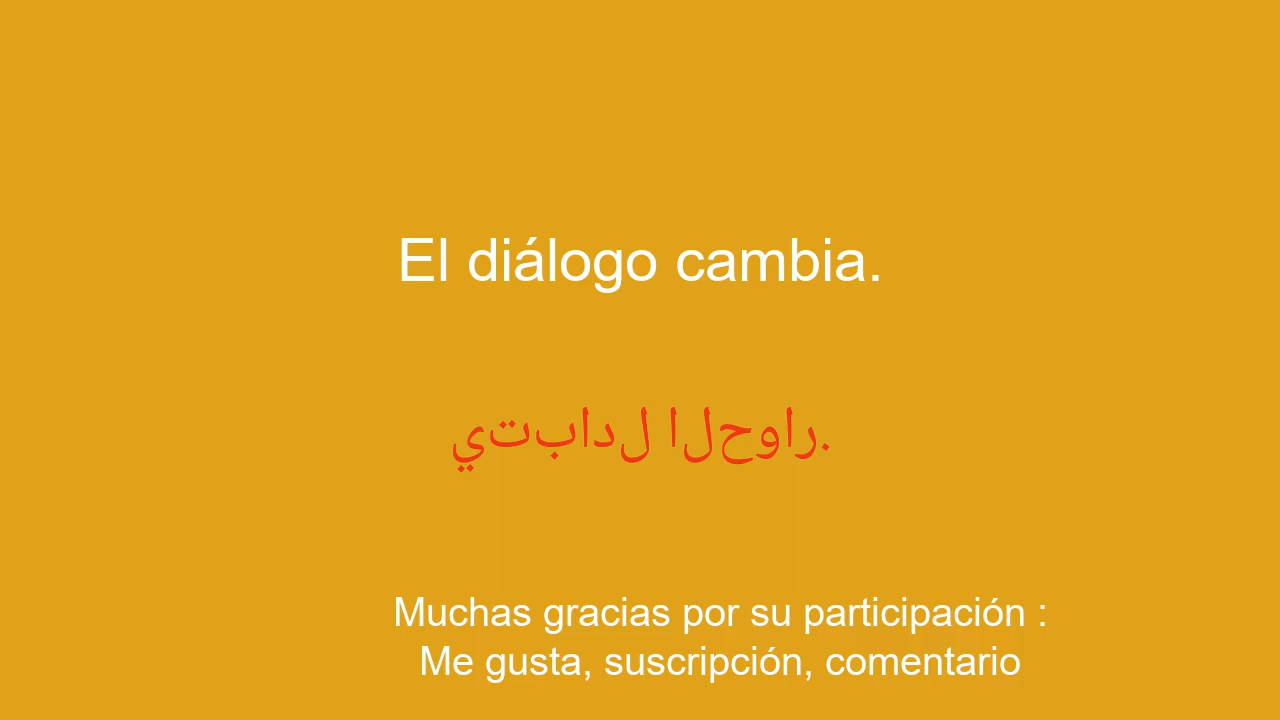 El diálogo cambia.
يتبادل الحوار.
Muchas gracias por su participación :
Me gusta, suscripción, comentario